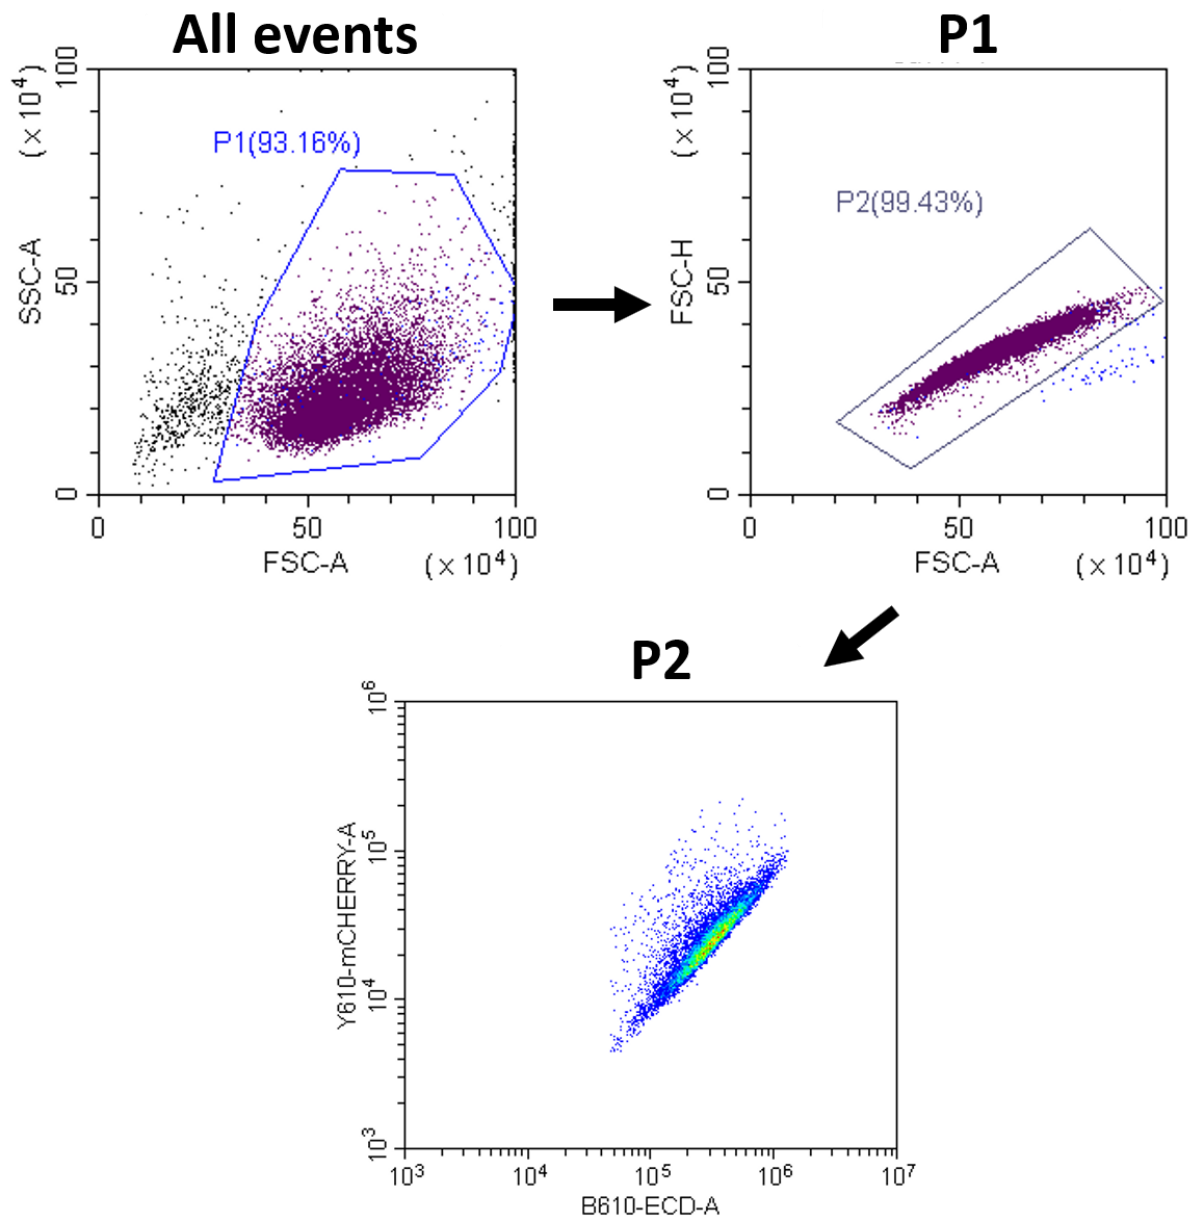 All events
P1
100
(×10⁴)
P1(93.16%)
SSC-A
50
0
0
50
100
FSC-A
(×10⁴)
100
(×10⁴)
P2(99.43%)
FSC-H
50
0
0
50
100
FSC-A
(×10⁴)
P2
10⁶
Y610-mCHERRY-A
10⁵
10⁴
10³
10³
10⁴
10⁵
10⁶
10⁷
B610-ECD-A